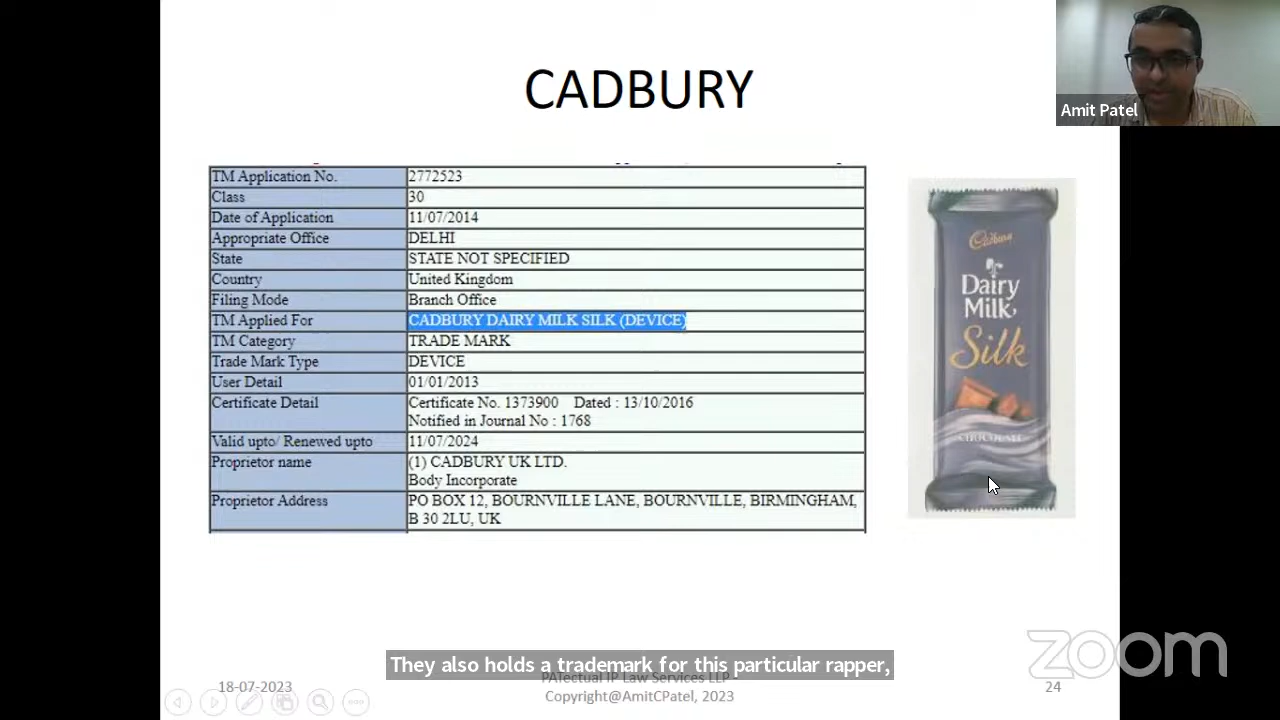 CADBURY
Amit Patel
TM Application No. 2772523
Class 30
Date of Application 11/07/2014
Appropriate Office DELHI
State STATE NOT SPECIFIED
Country United Kingdom
Filing Mode Branch Office
TM Applied For CADBURY DAIRY MILK SILK (DEVICE)
TM Category TRADE MARK
Trade Mark Type DEVICE
User Detail 01/01/2013
Certificate Detail Certificate No. 1373900 Dated : 13/10/2016
Notified in Journal No : 1768
Valid upto/ Renewed upto 11/07/2024
Proprietor name (1) CADBURY UK LTD.
Body Incorporate
Proprietor Address PO BOX 12, BOURNVILLE LANE, BOURNVILLE, BIRMINGHAM,
B 30 2LU, UK
Cadbury
Dairy
Milk
Silk
They also holds a trademark for this particular rapper,
18-07-2023
PATectual IP Law Services LLP -
Copyright@AmitCPatel, 2023
24
zoom